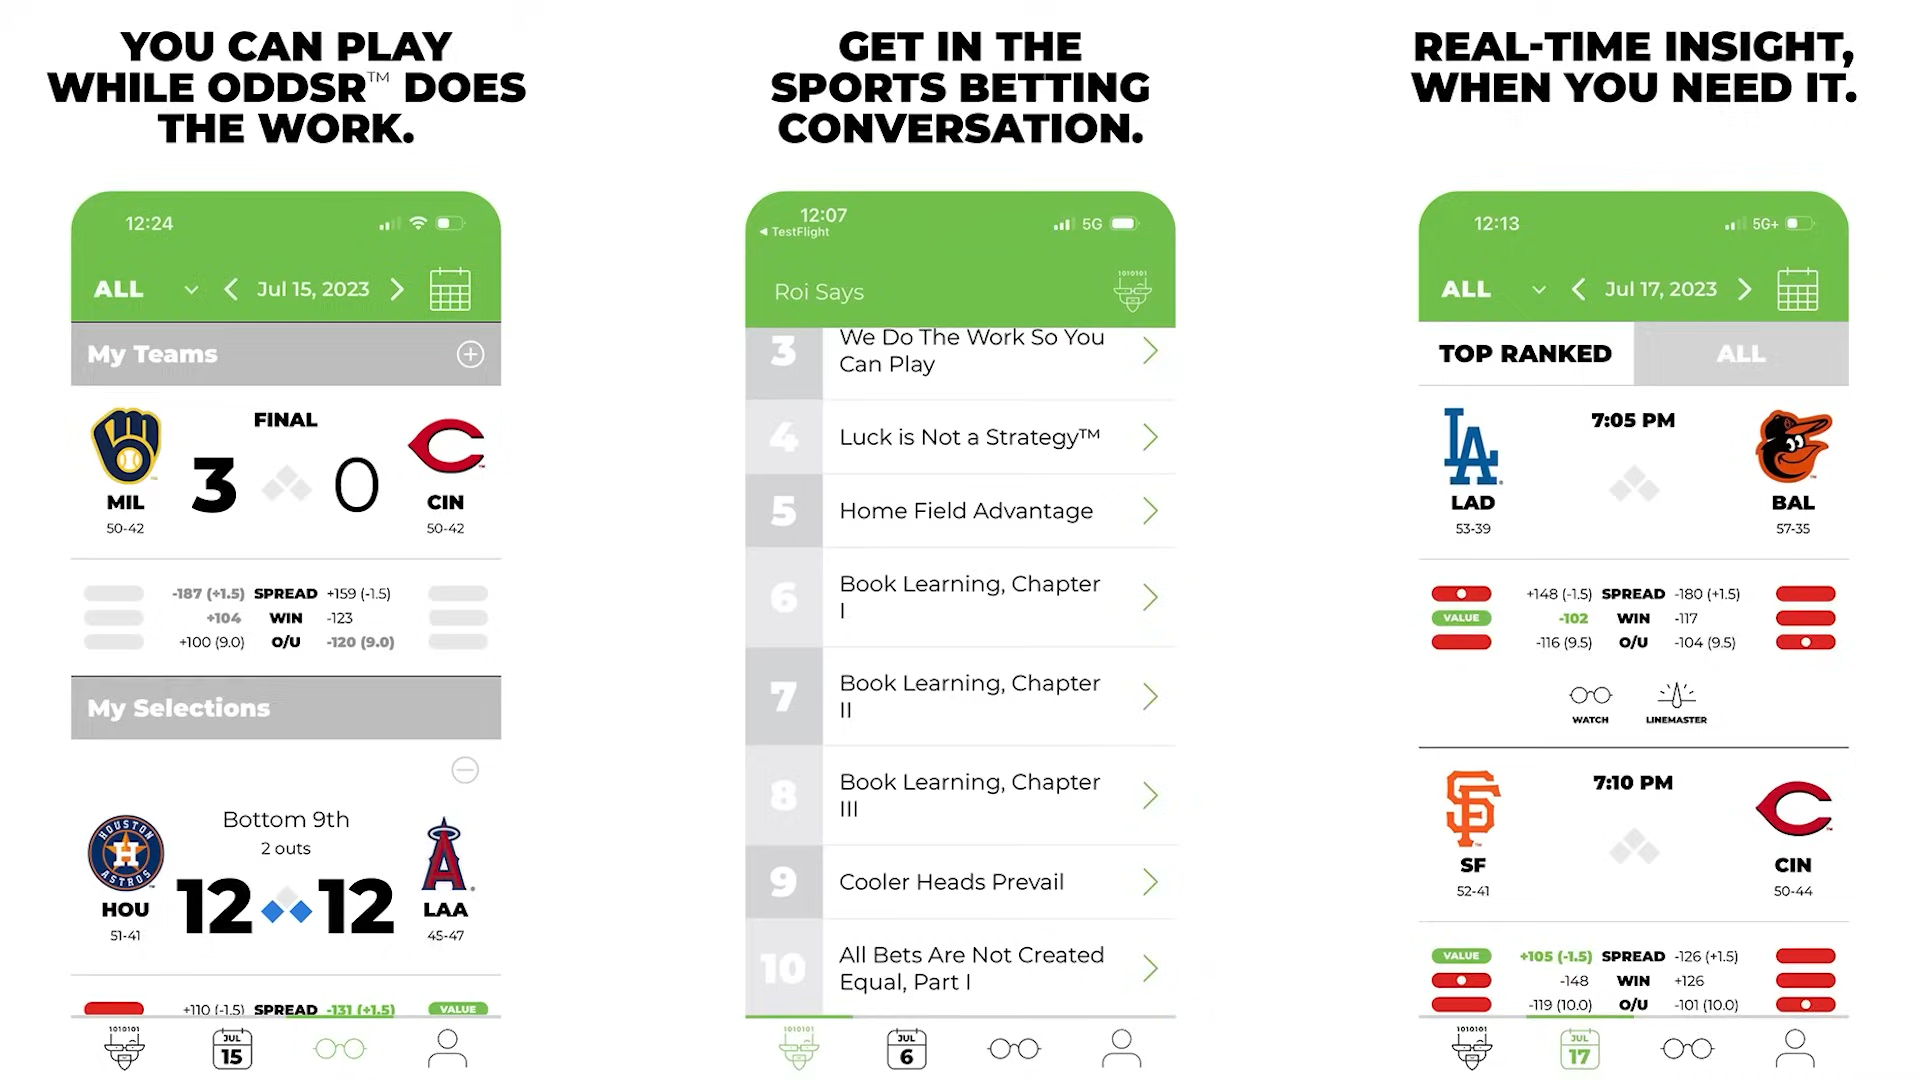 YOU CAN PLAY
WHILE ODDSR™ DOES
THE WORK.
12:24
ALL
Jul 15, 2023
My Teams
FINAL
3 0
MIL CIN
50-42 50-42
-187 (+1.5) SPREAD +159 (-1.5)
+104 WIN -123
+100 (9.0) O/U -120 (9.0)
My Selections
Bottom 9th
2 outs
HOUSTON
H
ASTROS
12 12
HOU LAA
51-41 45-47
+110 (-1.5) SPREAD -131 (+1.5) VALUE
1010101
JUL
15
GET IN THE
SPORTS BETTING
CONVERSATION.
12:07
5G
TestFlight
Roi Says
1010101
3 We Do The Work So You
Can Play
4 Luck is Not a Strategy™
5 Home Field Advantage
6 Book Learning, Chapter
I
7 Book Learning, Chapter
II
8 Book Learning, Chapter
III
9 Cooler Heads Prevail
10 All Bets Are Not Created
Equal, Part I
1010101
JUL
6
REAL-TIME INSIGHT,
WHEN YOU NEED IT.
12:13
5G+
ALL
Jul 17, 2023
TOP RANKED ALL
7:05 PM
LA
LAD BAL
53-39 57-35
+148 (-1.5) SPREAD -180 (+1.5)
VALUE -102 WIN -117
-116 (9.5) O/U -104 (9.5)
WATCH LINEMASTER
7:10 PM
SF
SF CIN
52-41 50-44
VALUE +105 (-1.5) SPREAD -126 (+1.5)
-148 WIN +126
-119 (10.0) O/U -101 (10.0)
1010101
JUL
17